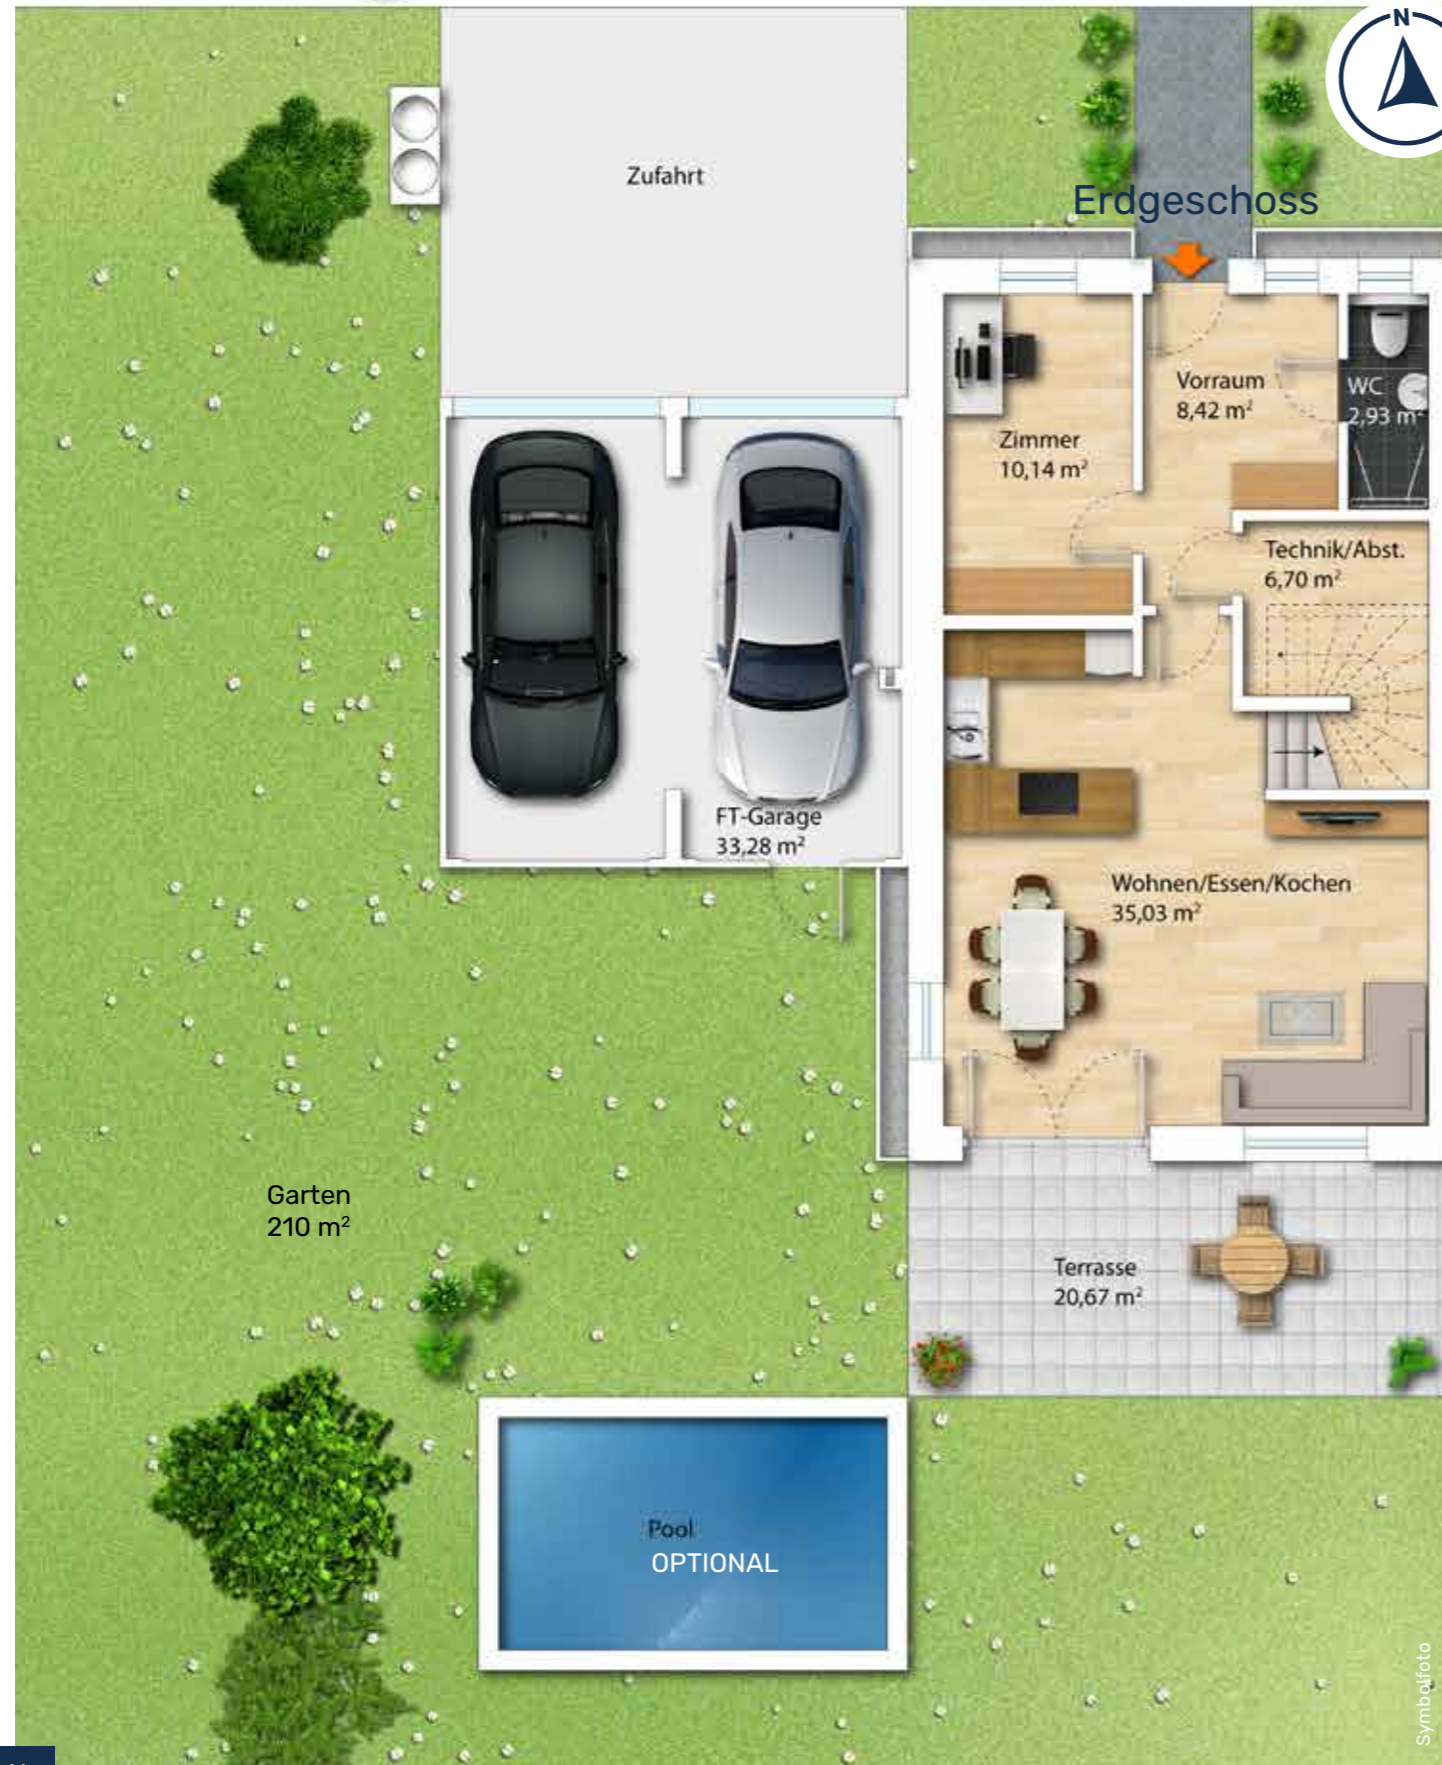 N
Zufahrt
Erdgeschoss
Vorraum
8,42 m²
WC
2,93 m²
Zimmer
10,14 m²
Technik/Abst.
6,70 m²
FT-Garage
33,28 m²
Wohnen/Essen/Kochen
35,03 m²
Garten
210 m²
Terrasse
20,67 m²
Pool
OPTIONAL
Symbolfoto